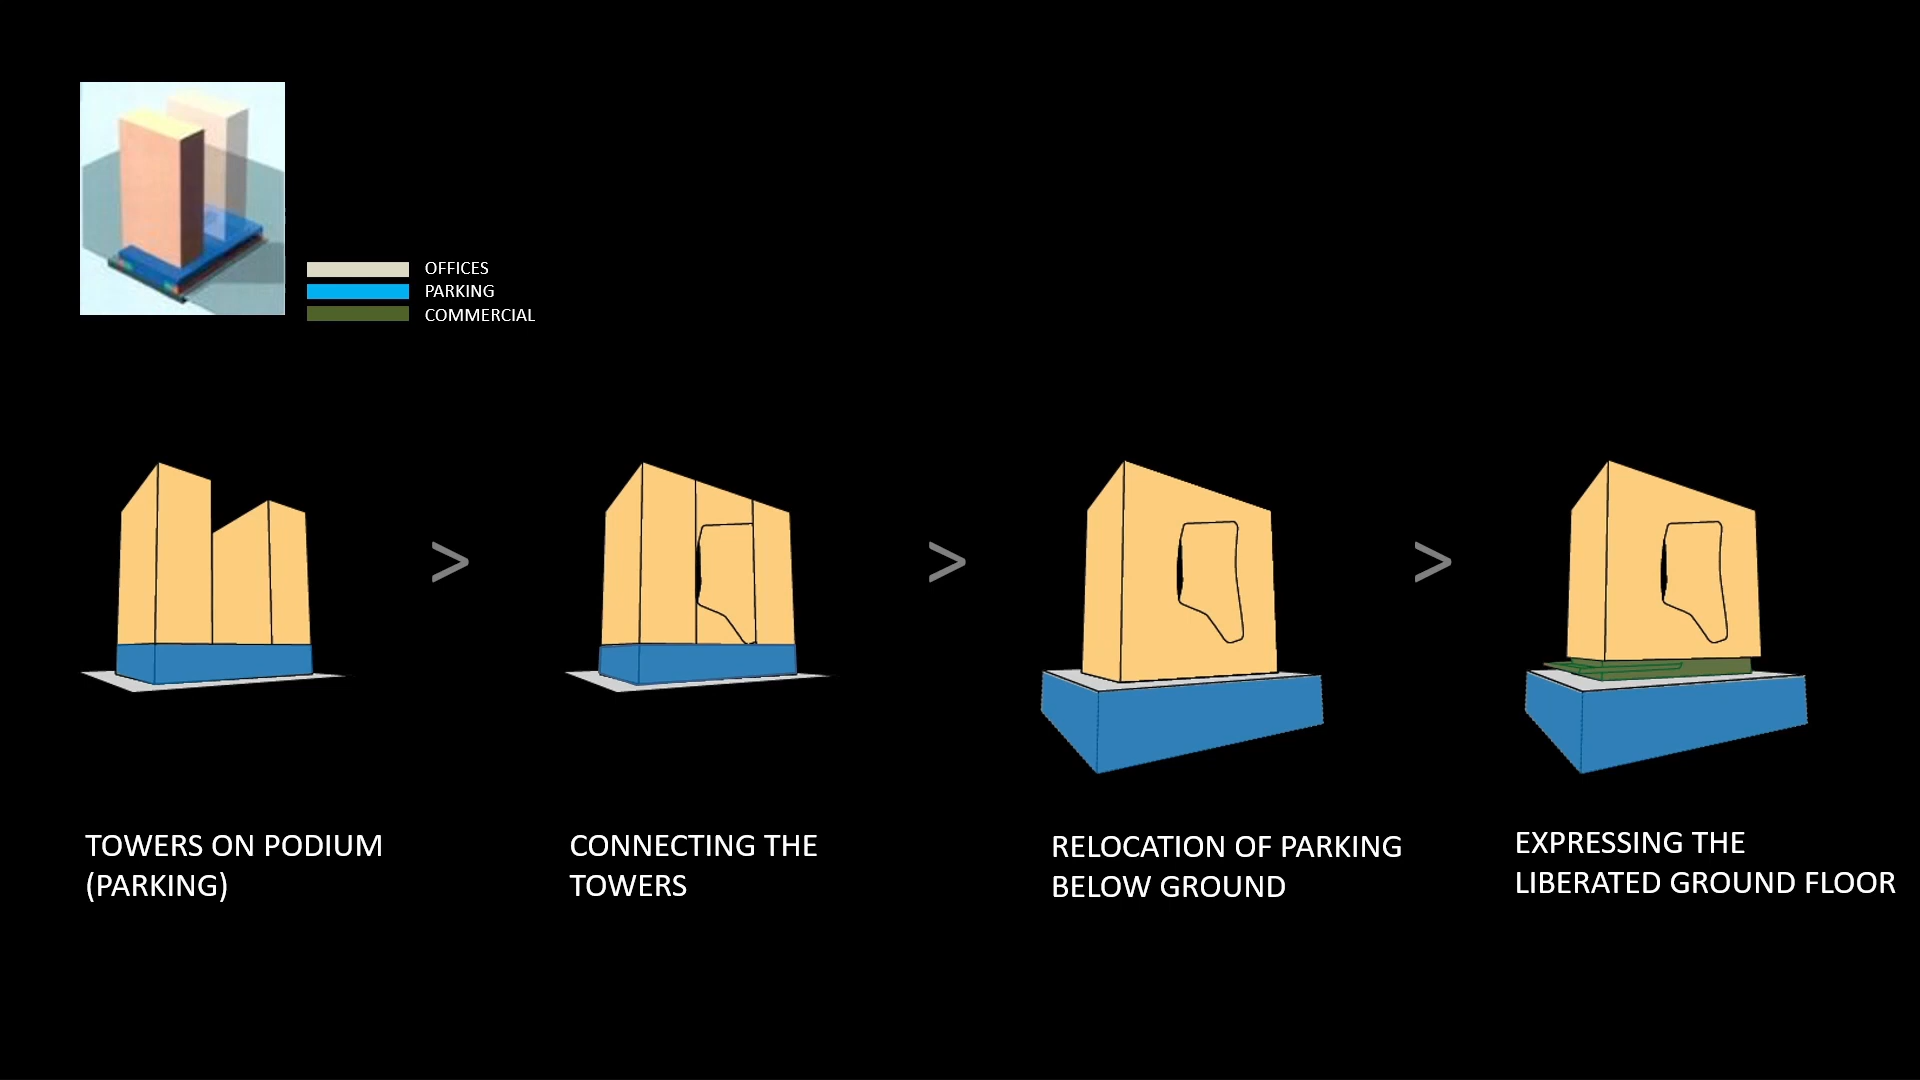 OFFICES
PARKING
COMMERCIAL
>
>
>
TOWERS ON PODIUM
(PARKING)
CONNECTING THE
TOWERS
RELOCATION OF PARKING
BELOW GROUND
EXPRESSING THE
LIBERATED GROUND FLOOR